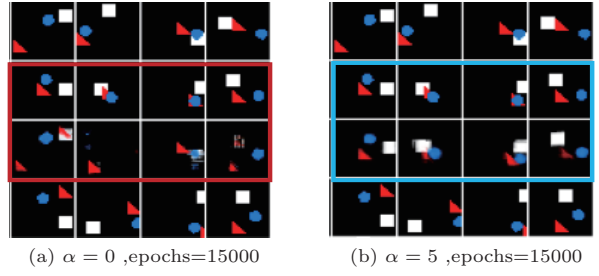 (a) α = 0 ,epochs=15000
(b) α = 5 ,epochs=15000